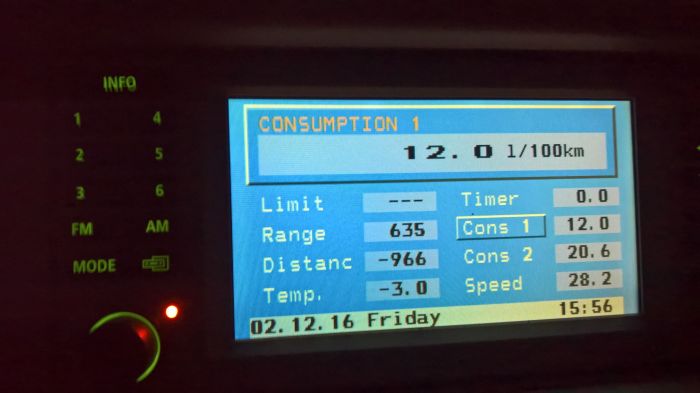 INFO
1 4
2 5
3 6
FM AM
MODE
CONSUMPTION 1
12.0 l/100km
Limit --- Timer 0.0
Range 635 Cons 1 12.0
Distanc -966 Cons 2 20.6
Temp. -3.0 Speed 28.2
02.12.16 Friday 15:56